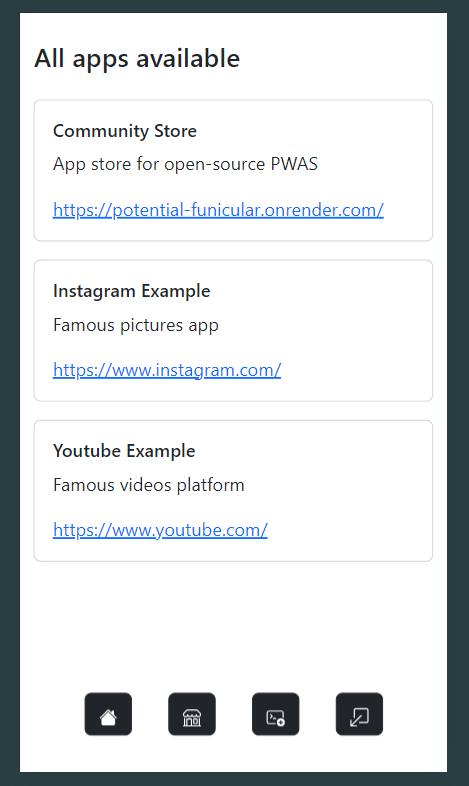 All apps available
Community Store
App store for open-source PWAS
https://potential-funicular.onrender.com/
Instagram Example
Famous pictures app
https://www.instagram.com/
Youtube Example
Famous videos platform
https://www.youtube.com/